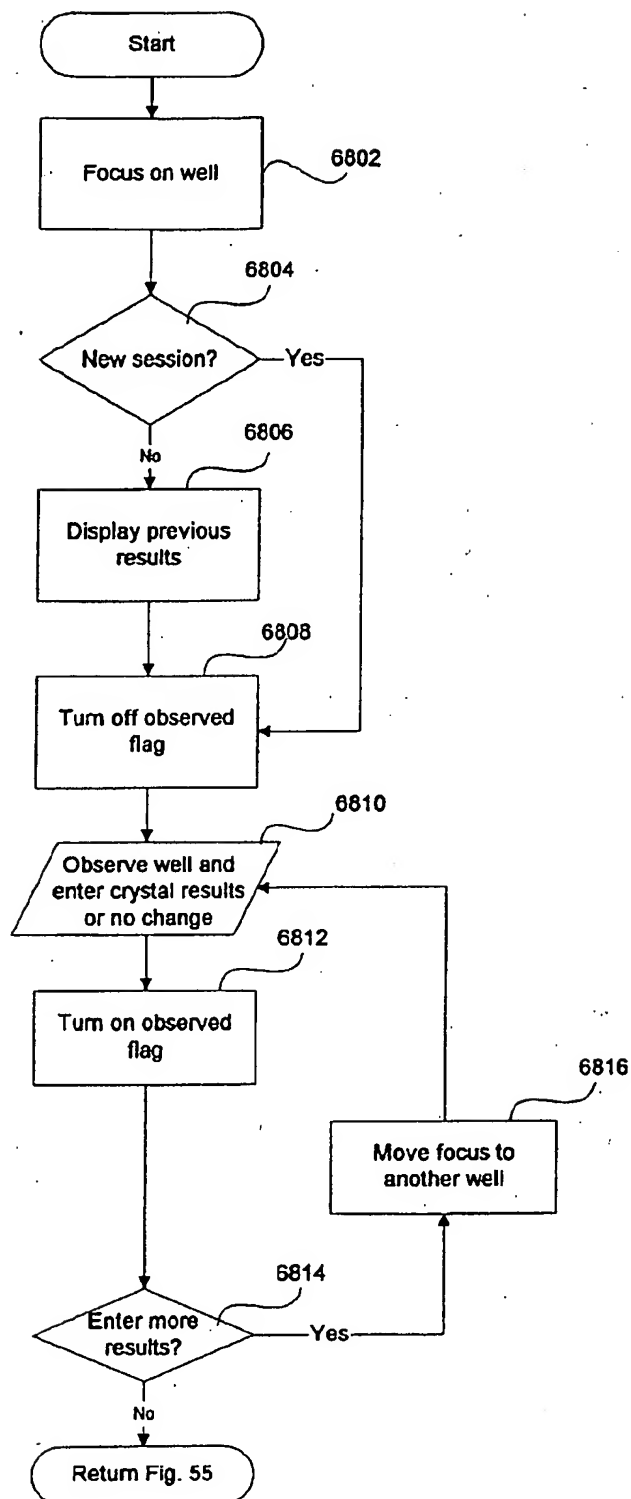 Start
Focus on well
6802
6804
New session?
Yes
No
6806
Display previous
results
6808
Turn off observed
flag
6810
Observe well and
enter crystal results
or no change
6812
Turn on observed
flag
6816
Move focus to
another well
6814
Enter more
results?
Yes
No
Return Fig. 55